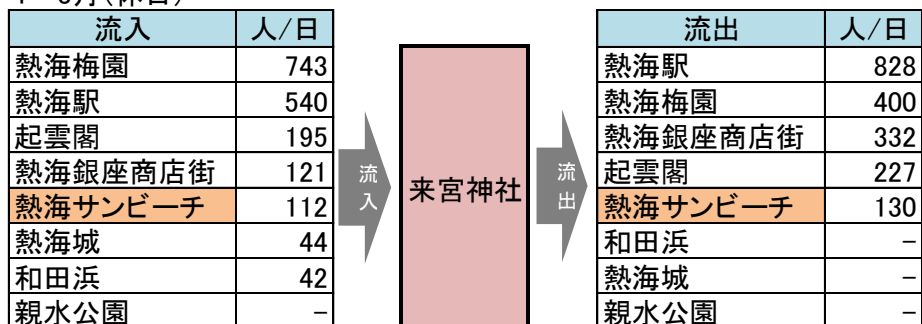 流入 人/日
熱海梅園 743
熱海駅 540
起雲閣 195
熱海銀座商店街 121
熱海サンビーチ 112
熱海城 44
和田浜 42
親水公園 -
流入
来宮神社
流出
流出 人/日
熱海駅 828
熱海梅園 400
熱海銀座商店街 332
起雲閣 227
熱海サンビーチ 130
和田浜 -
熱海城 -
親水公園 -